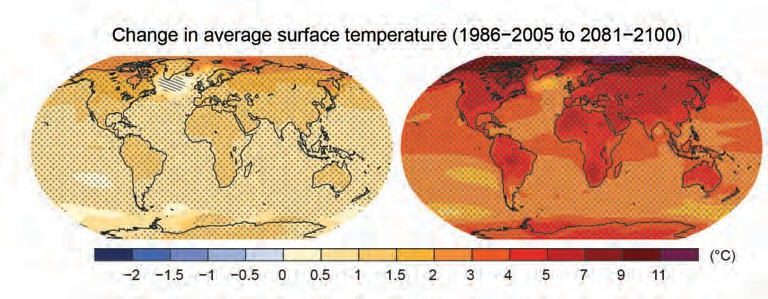 Change in average surface temperature (1986−2005 to 2081−2100)
−2 −1.5 −1 −0.5 0 0.5 1 1.5 2 3 4 5 7 9 11 (°C)